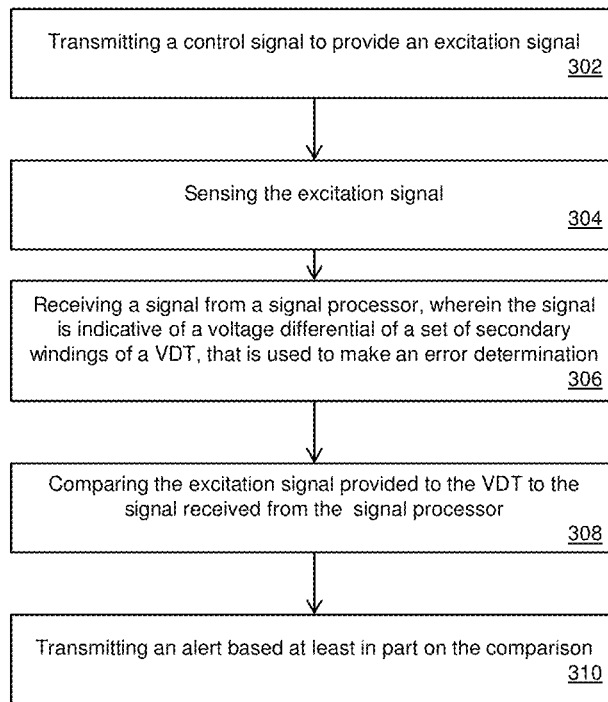 Transmitting a control signal to provide an excitation signal
302
Sensing the excitation signal
304
Receiving a signal from a signal processor, wherein the signal
is indicative of a voltage differential of a set of secondary
windings of a VDT, that is used to make an error determination
306
Comparing the excitation signal provided to the VDT to the
signal received from the signal processor
308
Transmitting an alert based at least in part on the comparison
310